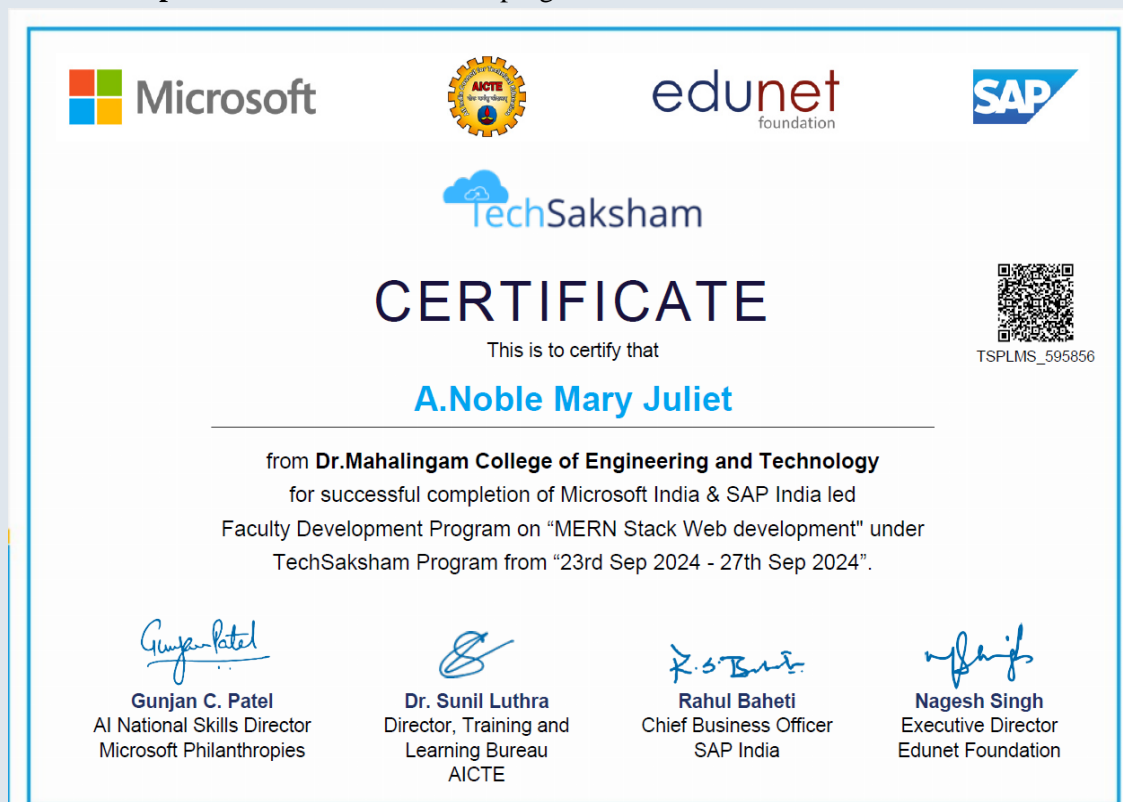 Microsoft
AICTE
edunet
foundation
SAP
TechSaksham
CERTIFICATE
This is to certify that
TSPLMS_595856
A.Noble Mary Juliet
from Dr.Mahalingam College of Engineering and Technology
for successful completion of Microsoft India & SAP India led
Faculty Development Program on “MERN Stack Web development" under
TechSaksham Program from “23rd Sep 2024 - 27th Sep 2024”.
Gunjan Patel
Gunjan C. Patel
Dr. Sunil Luthra
Rahul Baheti
Nagesh Singh
AI National Skills Director
Director, Training and
Chief Business Officer
Executive Director
Microsoft Philanthropies
Learning Bureau
SAP India
Edunet Foundation
AICTE